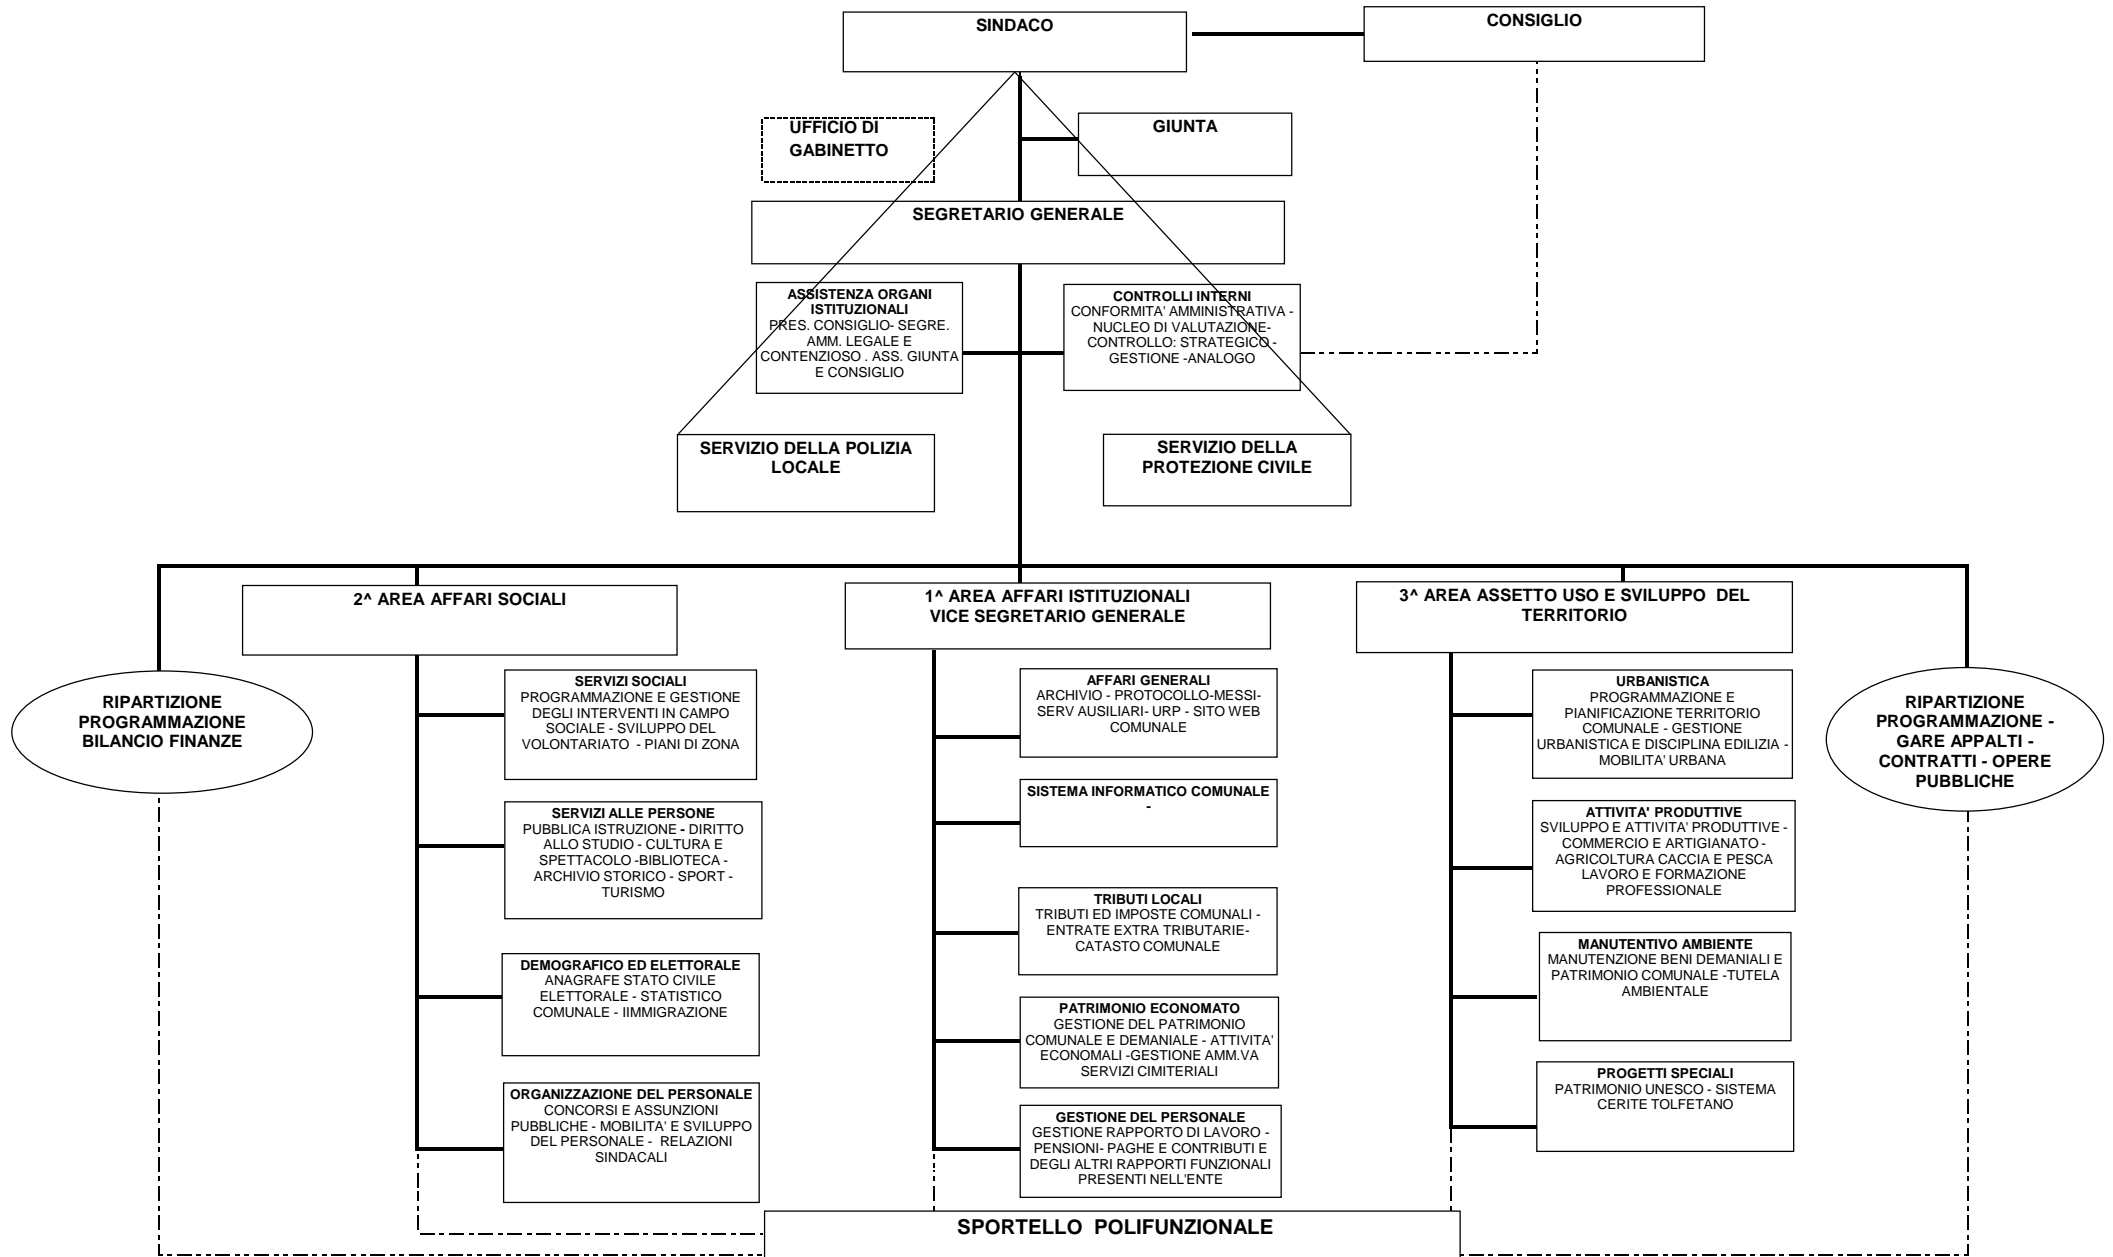 SINDACO
CONSIGLIO
UFFICIO DI
GABINETTO
GIUNTA
SEGRETARIO GENERALE
ASSISTENZA ORGANI
ISTITUZIONALI
PRES. CONSIGLIO- SEGRE.
AMM. LEGALE E
CONTENZIOSO . ASS. GIUNTA
E CONSIGLIO
CONTROLLI INTERNI
CONFORMITA' AMMINISTRATIVA -
NUCLEO DI VALUTAZIONE-
CONTROLLO: STRATEGICO -
GESTIONE -ANALOGO
SERVIZIO DELLA POLIZIA
LOCALE
SERVIZIO DELLA
PROTEZIONE CIVILE
2^ AREA AFFARI SOCIALI
1^ AREA AFFARI ISTITUZIONALI
VICE SEGRETARIO GENERALE
3^ AREA ASSETTO USO E SVILUPPO DEL
TERRITORIO
RIPARTIZIONE
PROGRAMMAZIONE
BILANCIO FINANZE
SERVIZI SOCIALI
PROGRAMMAZIONE E GESTIONE
DEGLI INTERVENTI IN CAMPO
SOCIALE - SVILUPPO DEL
VOLONTARIATO - PIANI DI ZONA
SERVIZI ALLE PERSONE
PUBBLICA ISTRUZIONE - DIRITTO
ALLO STUDIO - CULTURA E
SPETTACOLO -BIBLIOTECA -
ARCHIVIO STORICO - SPORT -
TURISMO
DEMOGRAFICO ED ELETTORALE
ANAGRAFE STATO CIVILE
ELETTORALE - STATISTICO
COMUNALE - IIMMIGRAZIONE
ORGANIZZAZIONE DEL PERSONALE
CONCORSI E ASSUNZIONI
PUBBLICHE - MOBILITA' E SVILUPPO
DEL PERSONALE - RELAZIONI
SINDACALI
AFFARI GENERALI
ARCHIVIO - PROTOCOLLO-MESSI-
SERV AUSILIARI- URP - SITO WEB
COMUNALE
SISTEMA INFORMATICO COMUNALE
-
TRIBUTI LOCALI
TRIBUTI ED IMPOSTE COMUNALI -
ENTRATE EXTRA TRIBUTARIE-
CATASTO COMUNALE
PATRIMONIO ECONOMATO
GESTIONE DEL PATRIMONIO
COMUNALE E DEMANIALE - ATTIVITA'
ECONOMALI -GESTIONE AMM.VA
SERVIZI CIMITERIALI
GESTIONE DEL PERSONALE
GESTIONE RAPPORTO DI LAVORO -
PENSIONI- PAGHE E CONTRIBUTI E
DEGLI ALTRI RAPPORTI FUNZIONALI
PRESENTI NELL'ENTE
URBANISTICA
PROGRAMMAZIONE E
PIANIFICAZIONE TERRITORIO
COMUNALE - GESTIONE
URBANISTICA E DISCIPLINA EDILIZIA -
MOBILITA' URBANA
ATTIVITA' PRODUTTIVE
SVILUPPO E ATTIVITA' PRODUTTIVE -
COMMERCIO E ARTIGIANATO -
AGRICOLTURA CACCIA E PESCA
LAVORO E FORMAZIONE
PROFESSIONALE
MANUTENTIVO AMBIENTE
MANUTENZIONE BENI DEMANIALI E
PATRIMONIO COMUNALE -TUTELA
AMBIENTALE
PROGETTI SPECIALI
PATRIMONIO UNESCO - SISTEMA
CERITE TOLFETANO
RIPARTIZIONE
PROGRAMMAZIONE -
GARE APPALTI -
CONTRATTI - OPERE
PUBBLICHE
SPORTELLO POLIFUNZIONALE